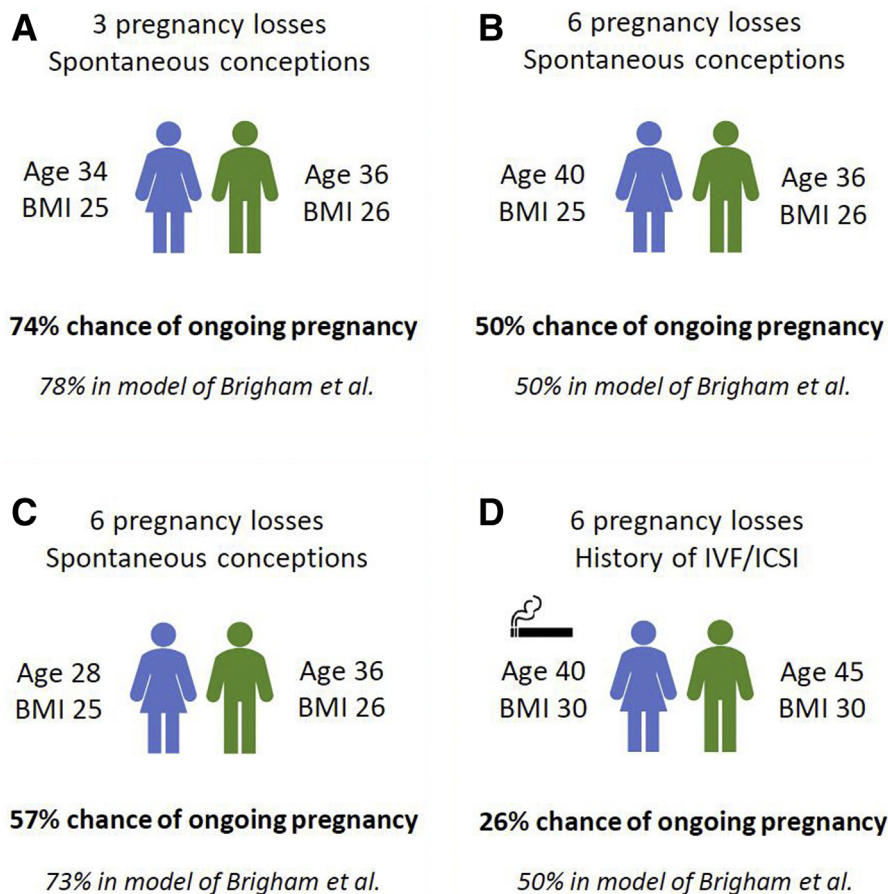 A
3 pregnancy losses
Spontaneous conceptions
Age 34
BMI 25
Age 36
BMI 26
74% chance of ongoing pregnancy
78% in model of Brigham et al.
B
6 pregnancy losses
Spontaneous conceptions
Age 40
BMI 25
Age 36
BMI 26
50% chance of ongoing pregnancy
50% in model of Brigham et al.
C
6 pregnancy losses
Spontaneous conceptions
Age 28
BMI 25
Age 36
BMI 26
57% chance of ongoing pregnancy
73% in model of Brigham et al.
D
6 pregnancy losses
History of IVF/ICSI
Age 40
BMI 30
Age 45
BMI 30
26% chance of ongoing pregnancy
50% in model of Brigham et al.